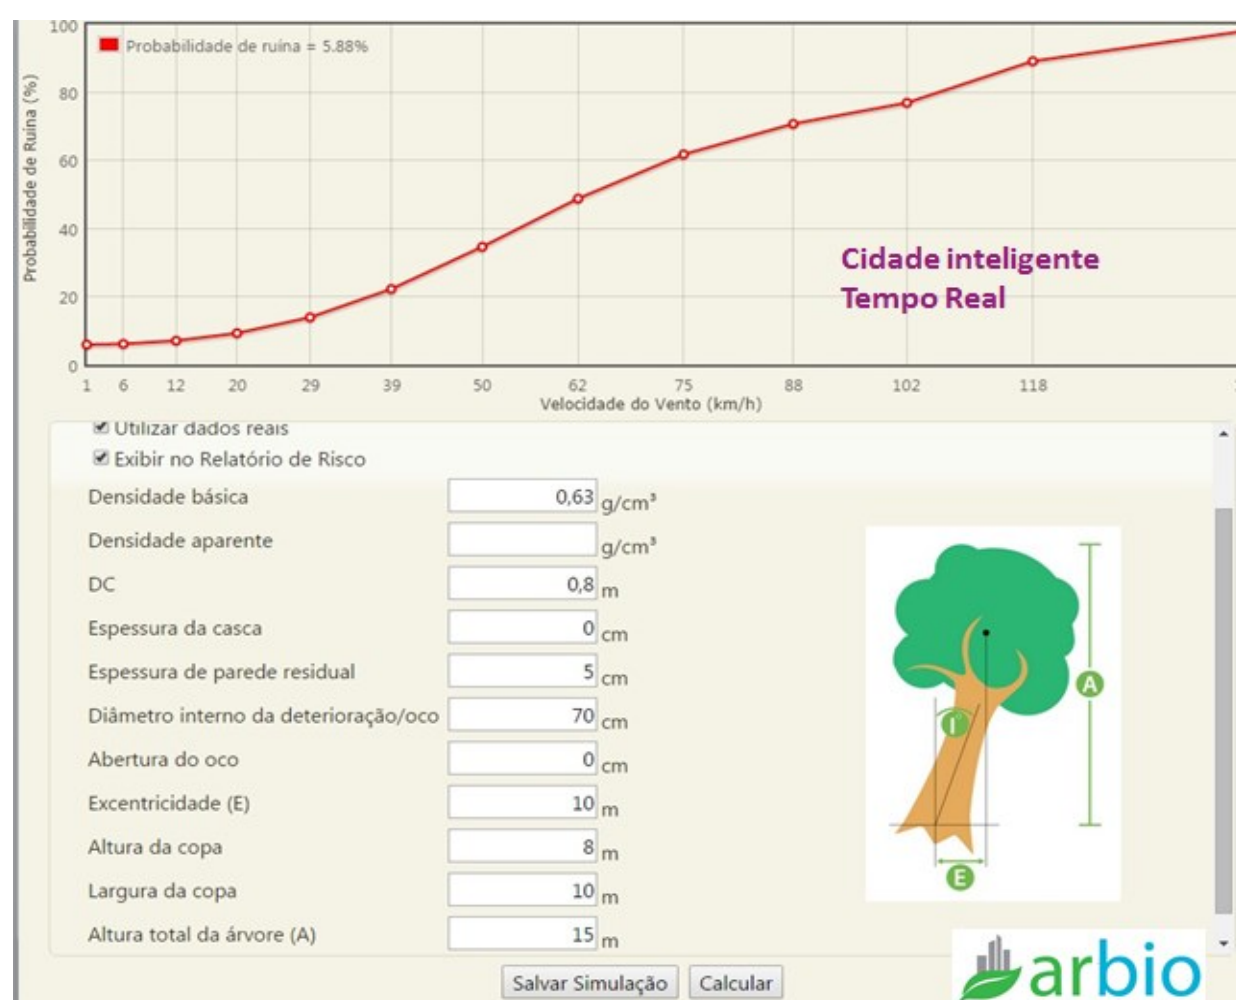 100
Probabilidade de ruína = 5.88%
80
60
40
20
0
Probabilidade de Ruína (%)
Cidade inteligente
Tempo Real
1 6 12 20 29 39 50 62 75 88 102 118
Velocidade do Vento (km/h)
Utilizar dados reais
Exibir no Relatório de Risco
Densidade básica 0,63 g/cm³
Densidade aparente g/cm³
DC 0,8 m
Espessura da casca 0 cm
Espessura de parede residual 5 cm
Diâmetro interno da deterioração/oco 70 cm
Abertura do oco 0 cm
Excentricidade (E) 10 m
Altura da copa 8 m
Largura da copa 10 m
Altura total da árvore (A) 15 m
A
I
E
Salvar Simulação Calcular
arbio